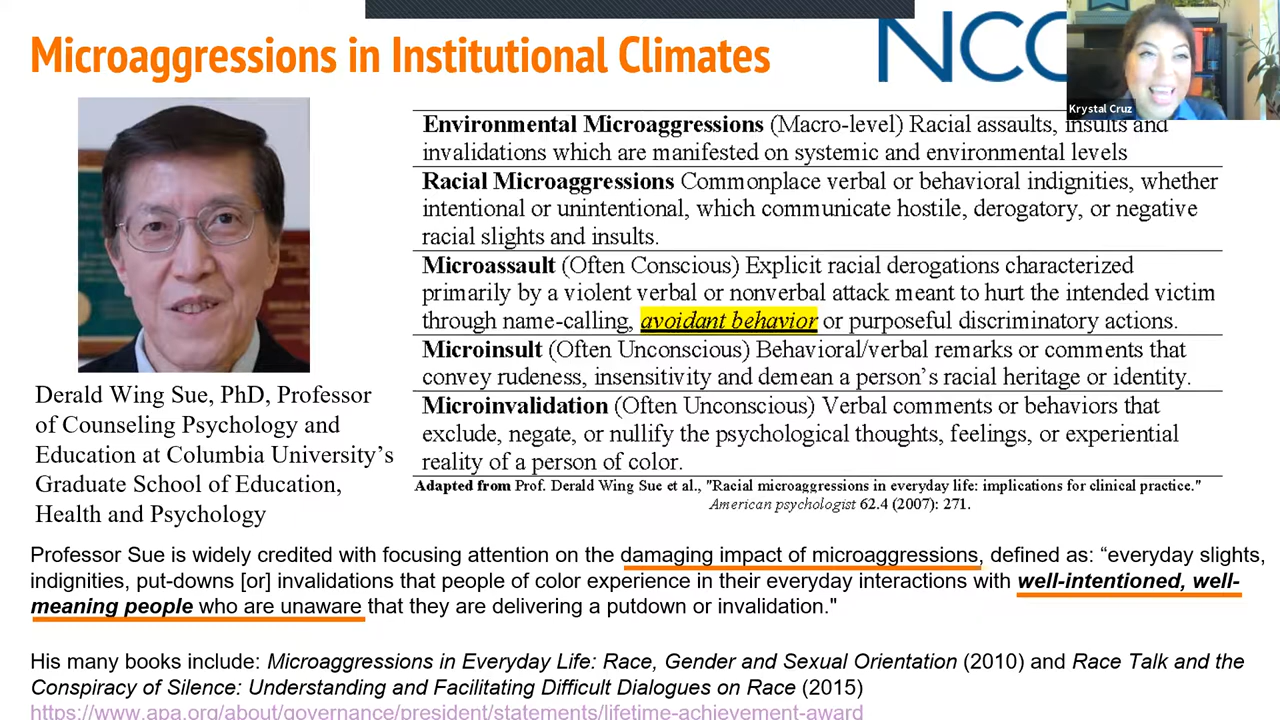 Microaggressions in Institutional Climates
NCC
Krystal Cruz
Environmental Microaggressions (Macro-level) Racial assaults, insults and
invalidations which are manifested on systemic and environmental levels
Racial Microaggressions Commonplace verbal or behavioral indignities, whether
intentional or unintentional, which communicate hostile, derogatory, or negative
racial slights and insults.
Microassault (Often Conscious) Explicit racial derogations characterized
primarily by a violent verbal or nonverbal attack meant to hurt the intended victim
through name-calling, avoidant behavior or purposeful discriminatory actions.
Microinsult (Often Unconscious) Behavioral/verbal remarks or comments that
convey rudeness, insensitivity and demean a person's racial heritage or identity.
Microinvalidation (Often Unconscious) Verbal comments or behaviors that
exclude, negate, or nullify the psychological thoughts, feelings, or experiential
reality of a person of color.
Adapted from Prof. Derald Wing Sue et al., "Racial microaggressions in everyday life: implications for clinical practice."
American psychologist 62.4 (2007): 271.
Derald Wing Sue, PhD, Professor
of Counseling Psychology and
Education at Columbia University's
Graduate School of Education,
Health and Psychology
Professor Sue is widely credited with focusing attention on the damaging impact of microaggressions, defined as: “everyday slights,
indignities, put-downs [or] invalidations that people of color experience in their everyday interactions with well-intentioned, well-
meaning people who are unaware that they are delivering a putdown or invalidation."
His many books include: Microaggressions in Everyday Life: Race, Gender and Sexual Orientation (2010) and Race Talk and the
Conspiracy of Silence: Understanding and Facilitating Difficult Dialogues on Race (2015)
https://www.apa.org/about/governance/president/statements/lifetime-achievement-award